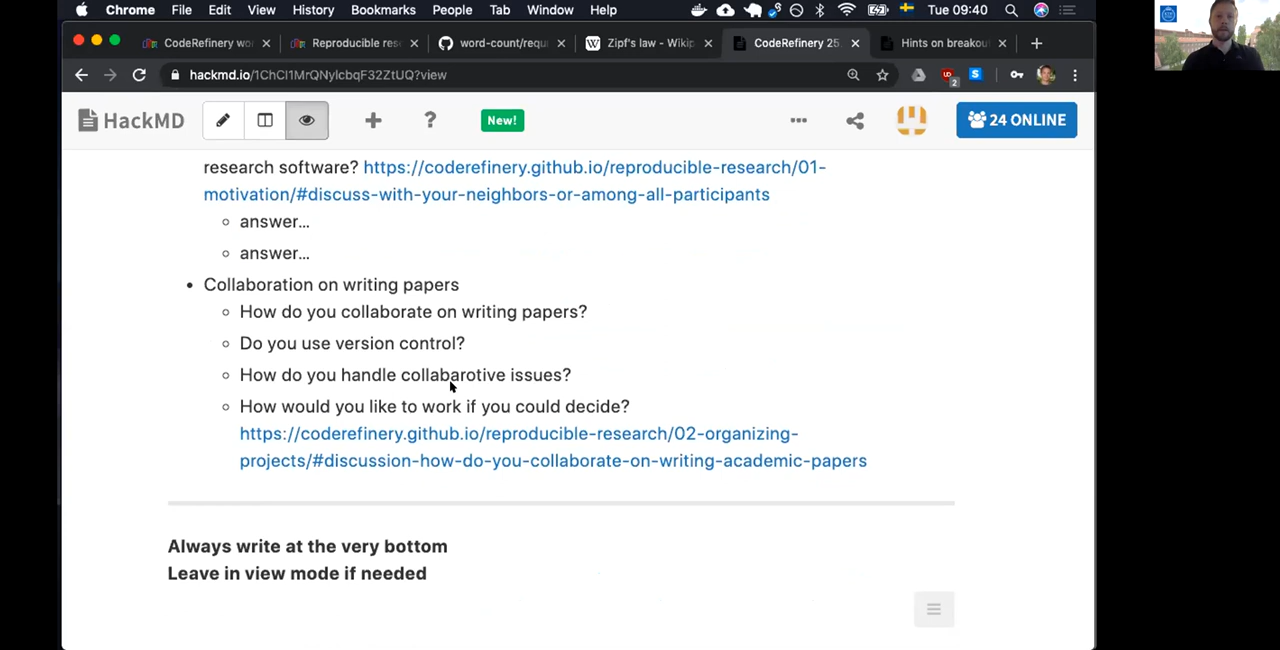 Chrome File Edit View History Bookmarks People Tab Window Help Tue 09:40
CodeRefinery wo Reproducible res word-count/requ Zipf's law - Wikip CodeRefinery 25 Hints on breakou
hackmd.io/1ChCl1MrQNylcbqF32ZtUQ?view
HackMD New! 24 ONLINE
research software? https://coderefinery.github.io/reproducible-research/01-
motivation/#discuss-with-your-neighbors-or-among-all-participants
answer...
answer...
Collaboration on writing papers
How do you collaborate on writing papers?
Do you use version control?
How do you handle collabarotive issues?
How would you like to work if you could decide?
https://coderefinery.github.io/reproducible-research/02-organizing-
projects/#discussion-how-do-you-collaborate-on-writing-academic-papers
Always write at the very bottom
Leave in view mode if needed